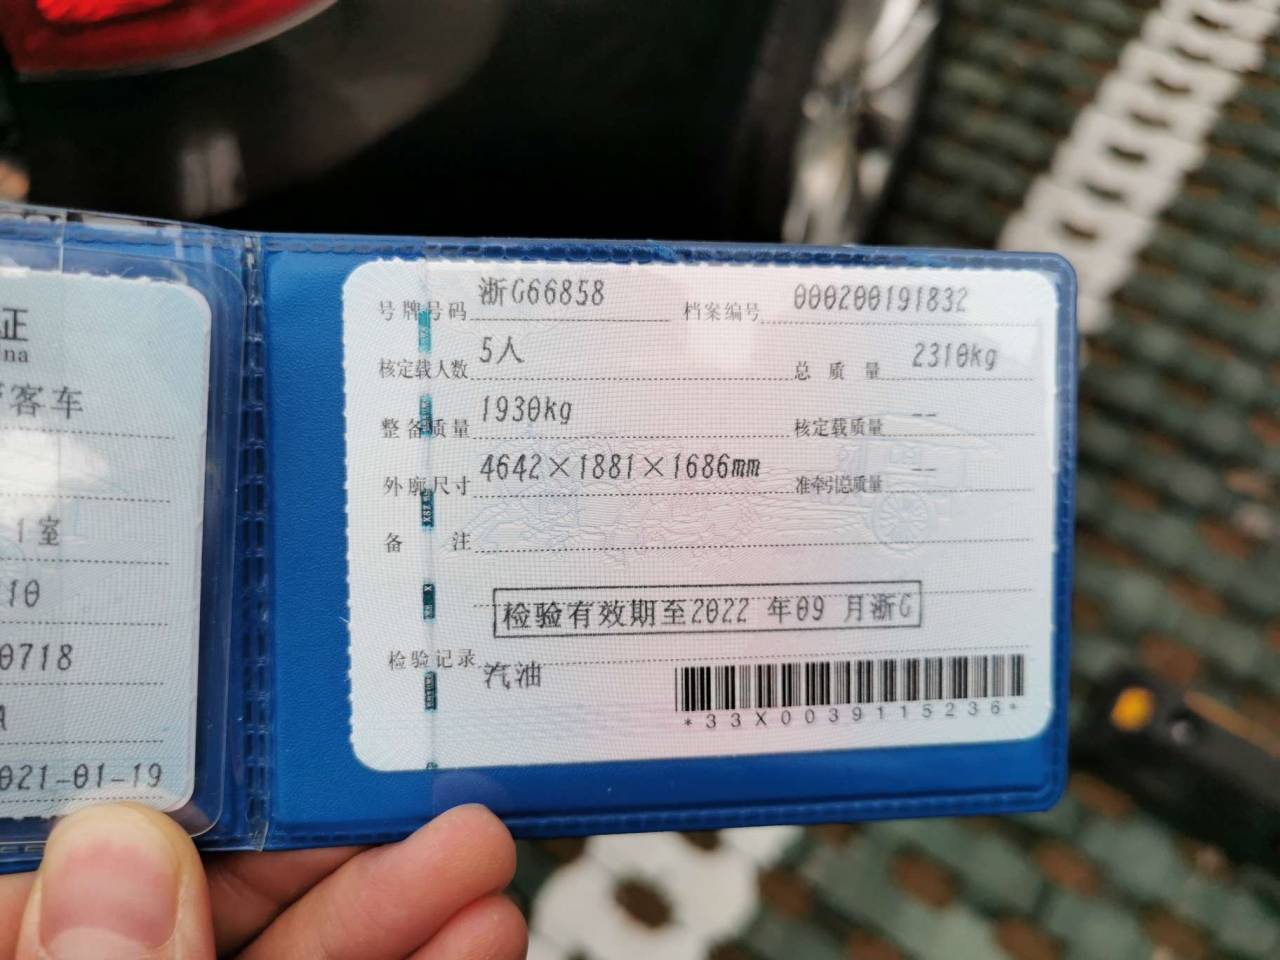 证
ina
客车
1室
10
0718
A
021-01-19
号牌号码 浙G66858 档案编号 000200191832
核定载人数 5人 总质量 2310kg
整备质量 1930kg 核定载质量 --
外廓尺寸 4642×1881×1686mm 准牵引总质量 --
备注
检验有效期至2022 年09 月浙G
检验记录 汽油
*33X0039115236*